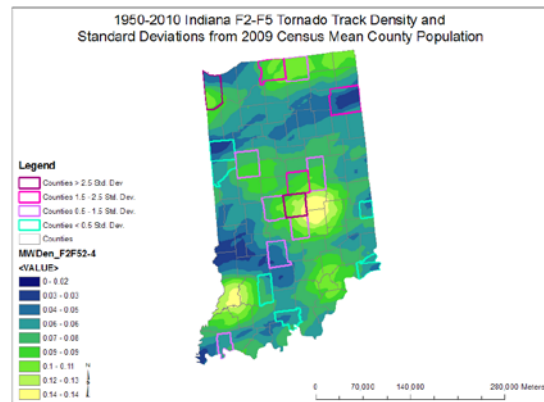 1950-2010 Indiana F2-F5 Tornado Track Density and
Standard Deviations from 2009 Census Mean County Population
Legend
Counties > 2.5 Std. Dev.
Counties 1.5 - 2.5 Std. Dev.
Counties 0.5 - 1.5 Std. Dev.
Counties < 0.5 Std. Dev.
Counties
MWDen_F2F52-4
<VALUE>
0 - 0.02
0.03 - 0.03
0.04 - 0.05
0.06 - 0.06
0.07 - 0.08
0.09 - 0.09
0.1 - 0.11
0.12 - 0.13
0.14 - 0.14
0 70,000 140,000 280,000 Meters